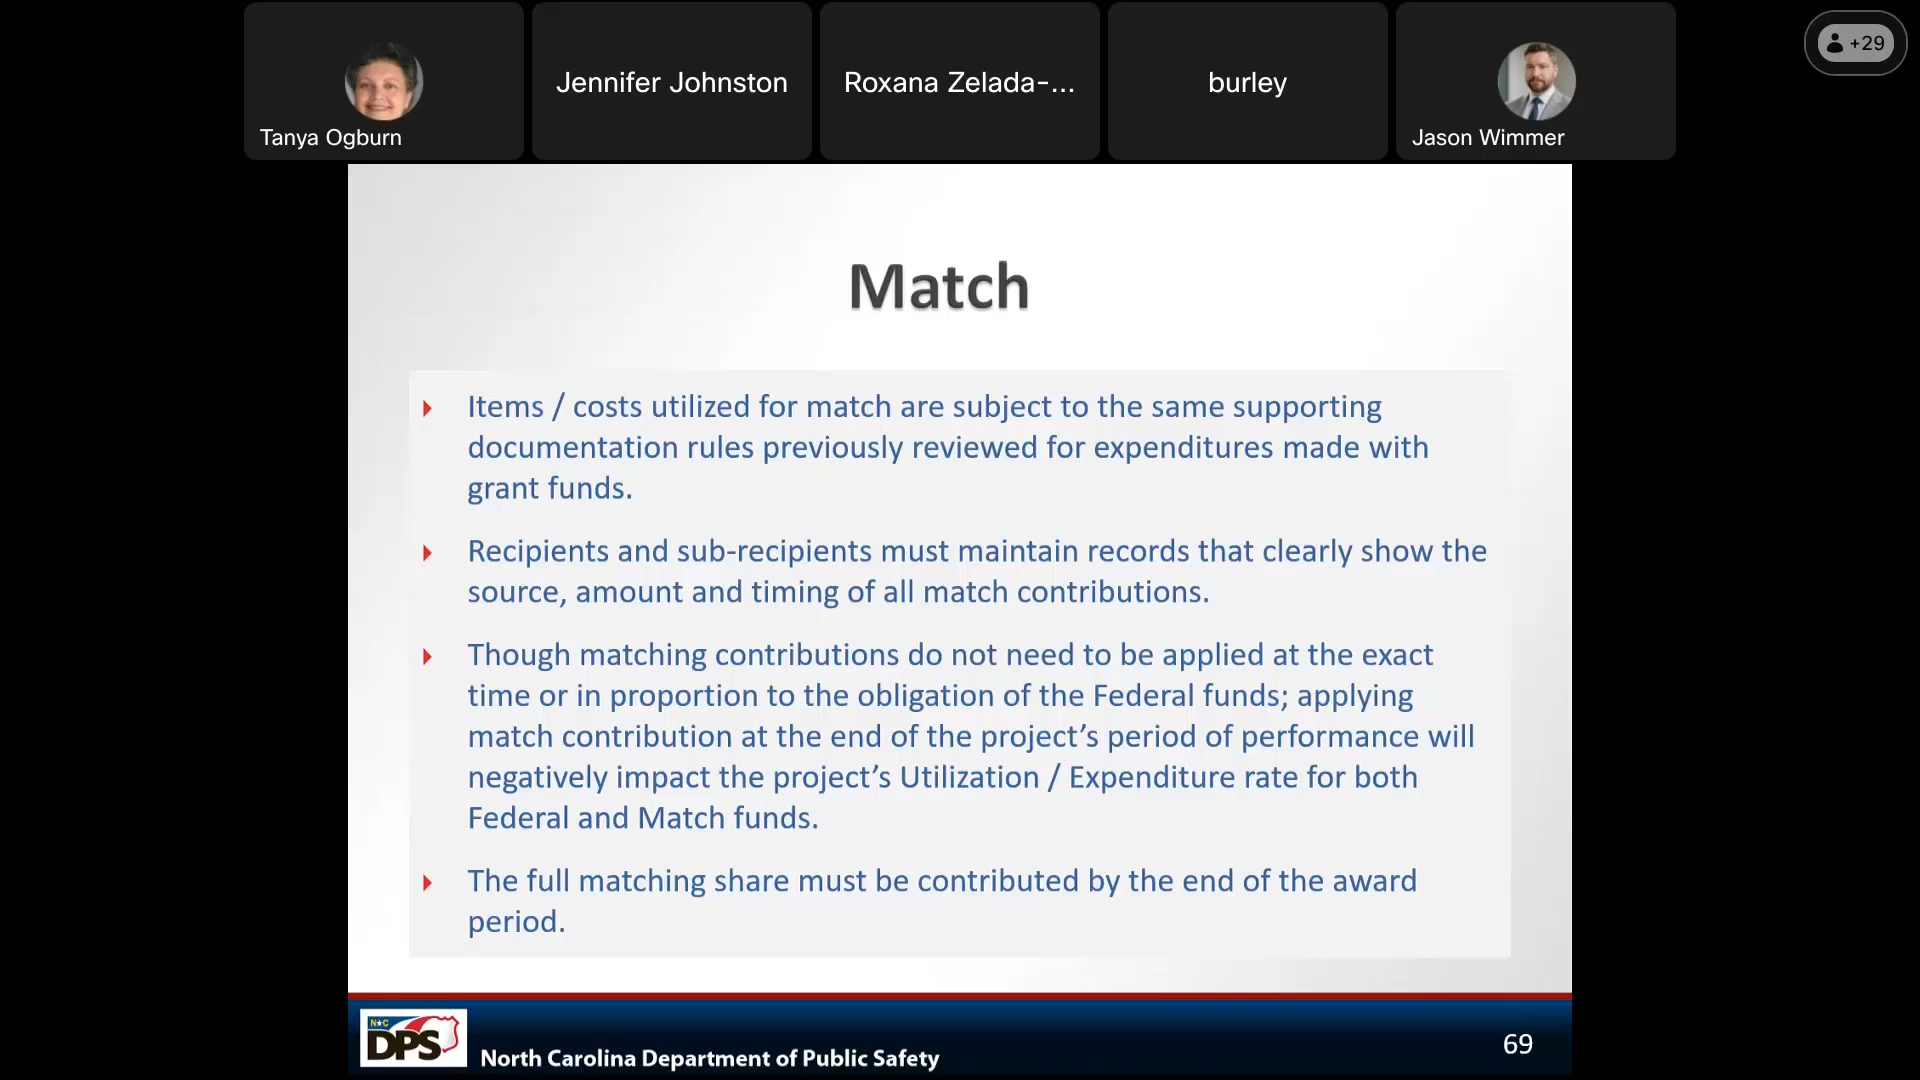 Tanya Ogburn
Jennifer Johnston
Roxana Zelada-...
burley
Jason Wimmer
+29
Match
Items / costs utilized for match are subject to the same supporting
documentation rules previously reviewed for expenditures made with
grant funds.
Recipients and sub-recipients must maintain records that clearly show the
source, amount and timing of all match contributions.
Though matching contributions do not need to be applied at the exact
time or in proportion to the obligation of the Federal funds; applying
match contribution at the end of the project’s period of performance will
negatively impact the project’s Utilization / Expenditure rate for both
Federal and Match funds.
The full matching share must be contributed by the end of the award
period.
N★C
DPS
North Carolina Department of Public Safety
69